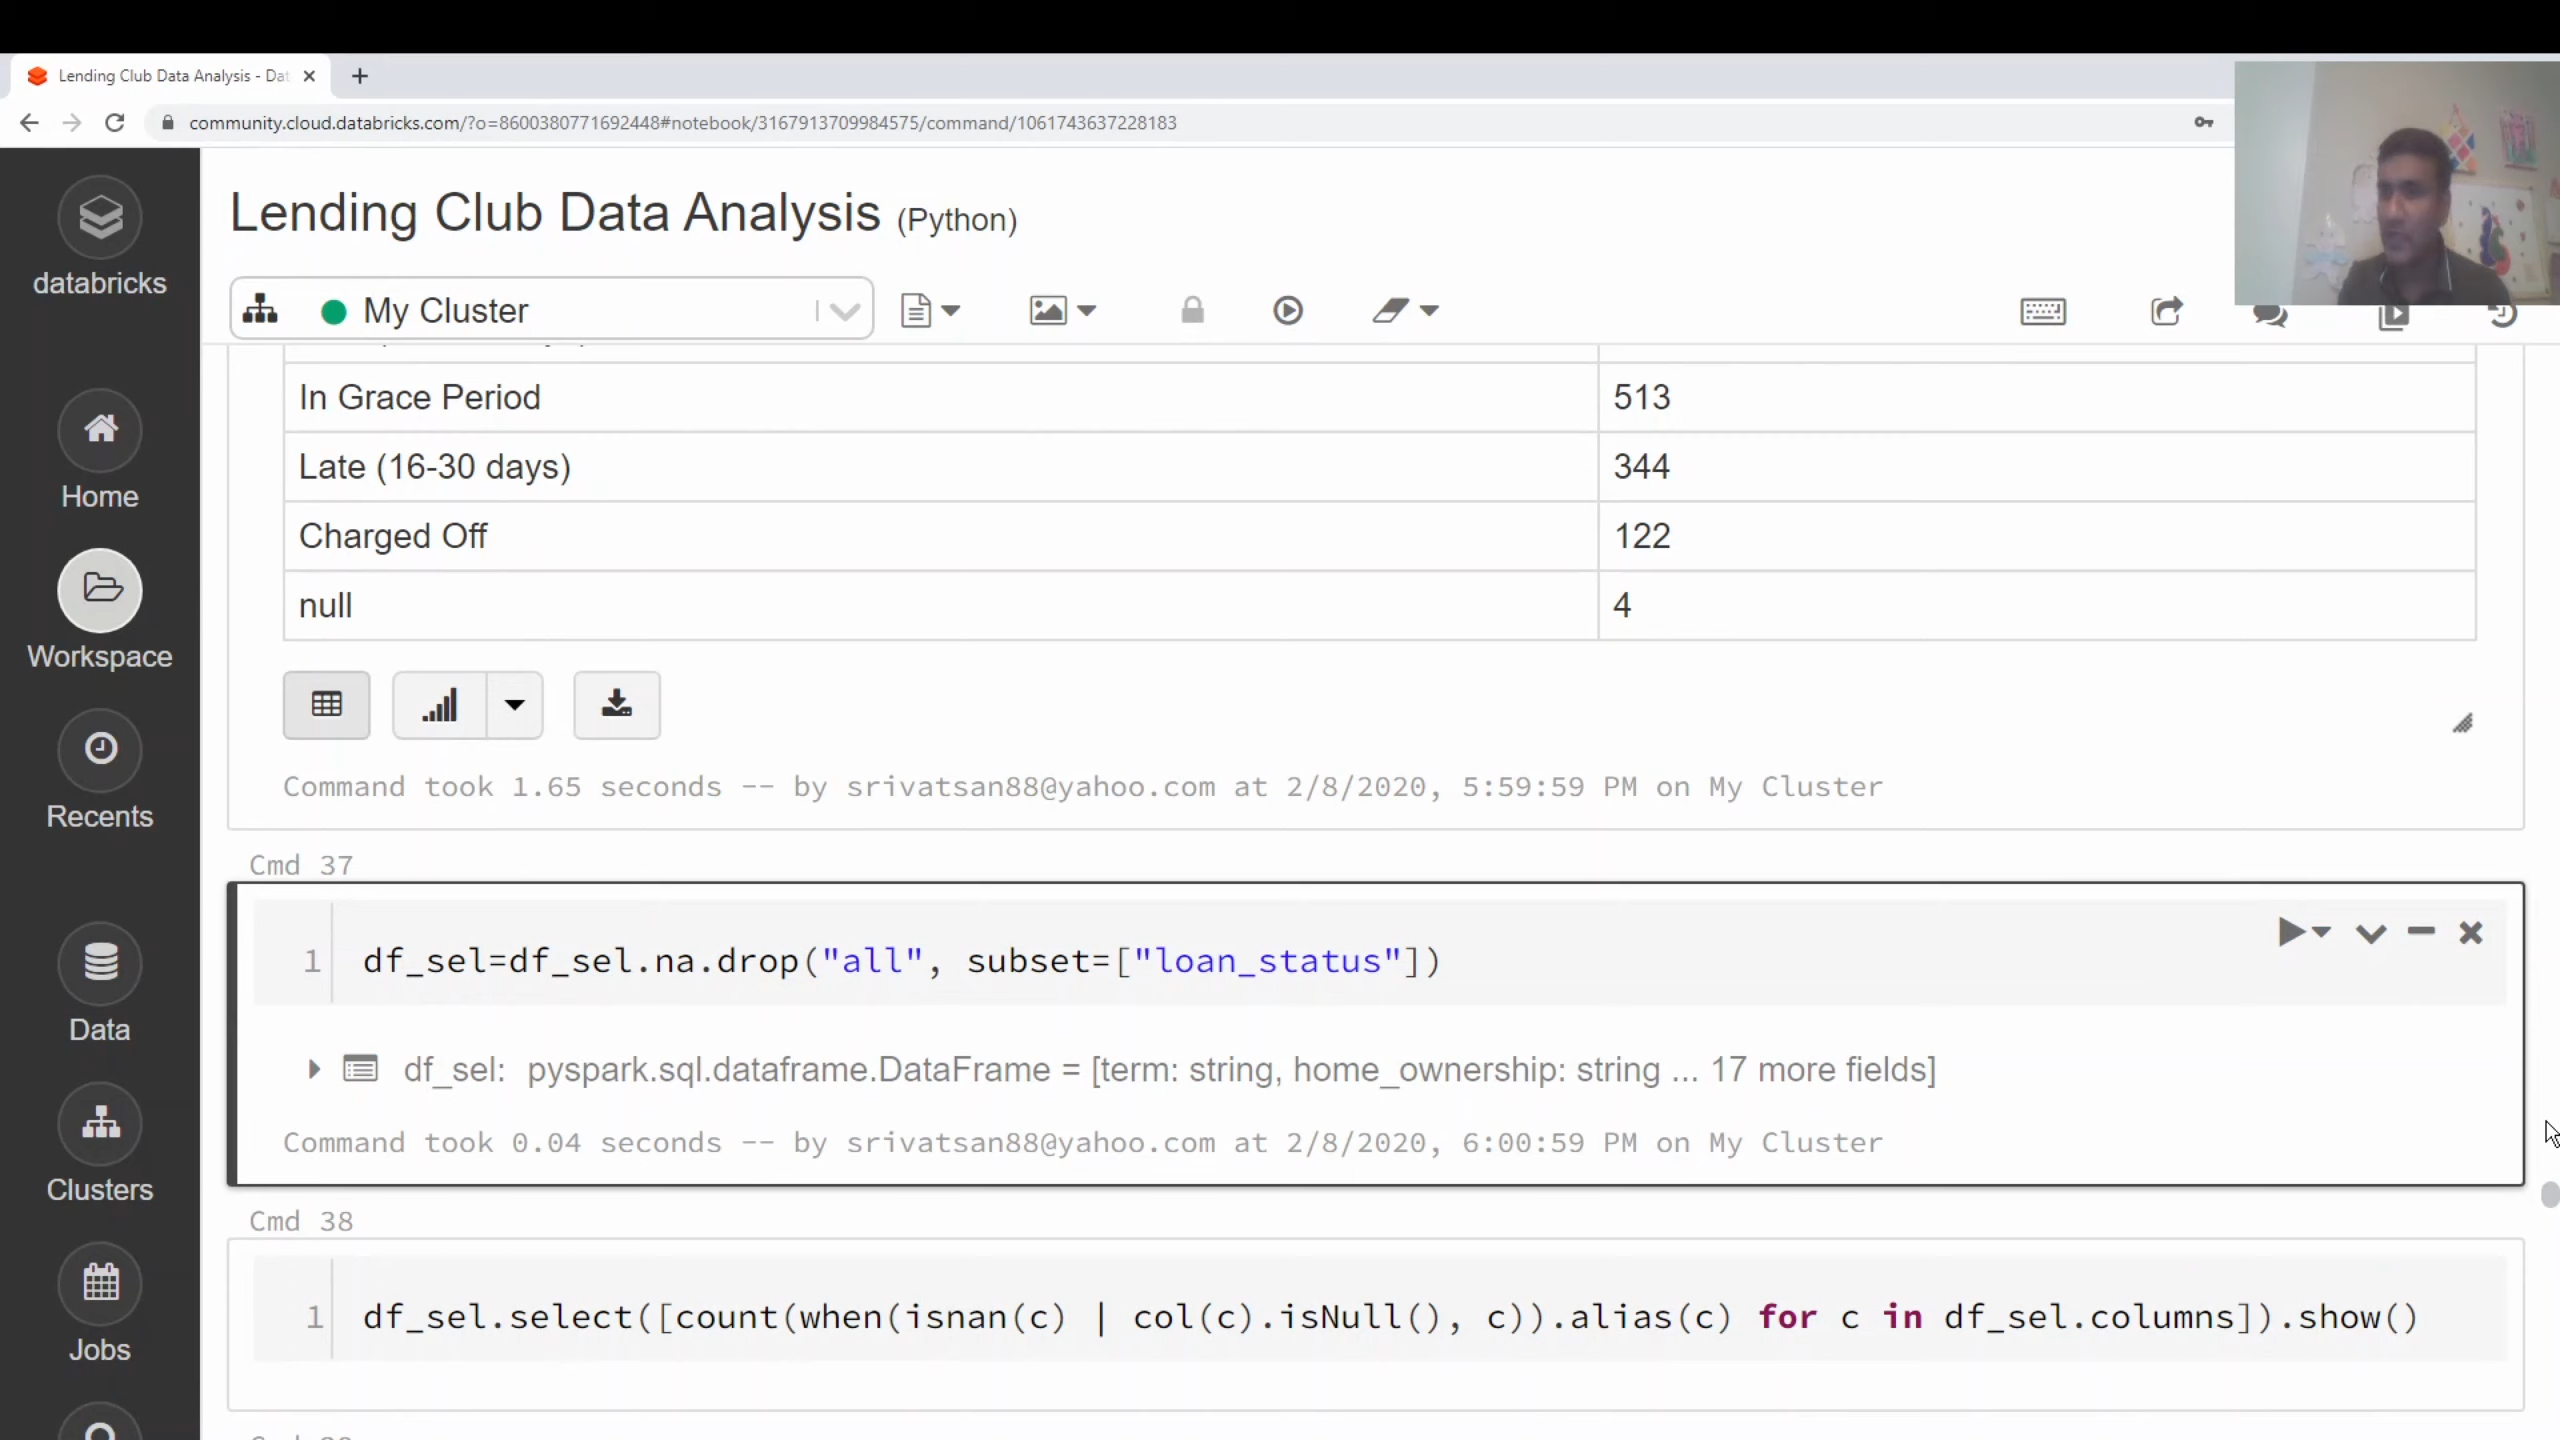 Lending Club Data Analysis - Dat
community.cloud.databricks.com/?o=8600380771692448#notebook/3167913709984575/command/1061743637228183
databricks
Home
Workspace
Recents
Data
Clusters
Jobs
Lending Club Data Analysis (Python)
My Cluster
In Grace Period 513
Late (16-30 days) 344
Charged Off 122
null 4
Command took 1.65 seconds -- by srivatsan88@yahoo.com at 2/8/2020, 5:59:59 PM on My Cluster
Cmd 37
1 df_sel=df_sel.na.drop("all", subset=["loan_status"])
df_sel: pyspark.sql.dataframe.DataFrame = [term: string, home_ownership: string ... 17 more fields]
Command took 0.04 seconds -- by srivatsan88@yahoo.com at 2/8/2020, 6:00:59 PM on My Cluster
Cmd 38
1 df_sel.select([count(when(isnan(c) | col(c).isNull(), c)).alias(c) for c in df_sel.columns]).show()